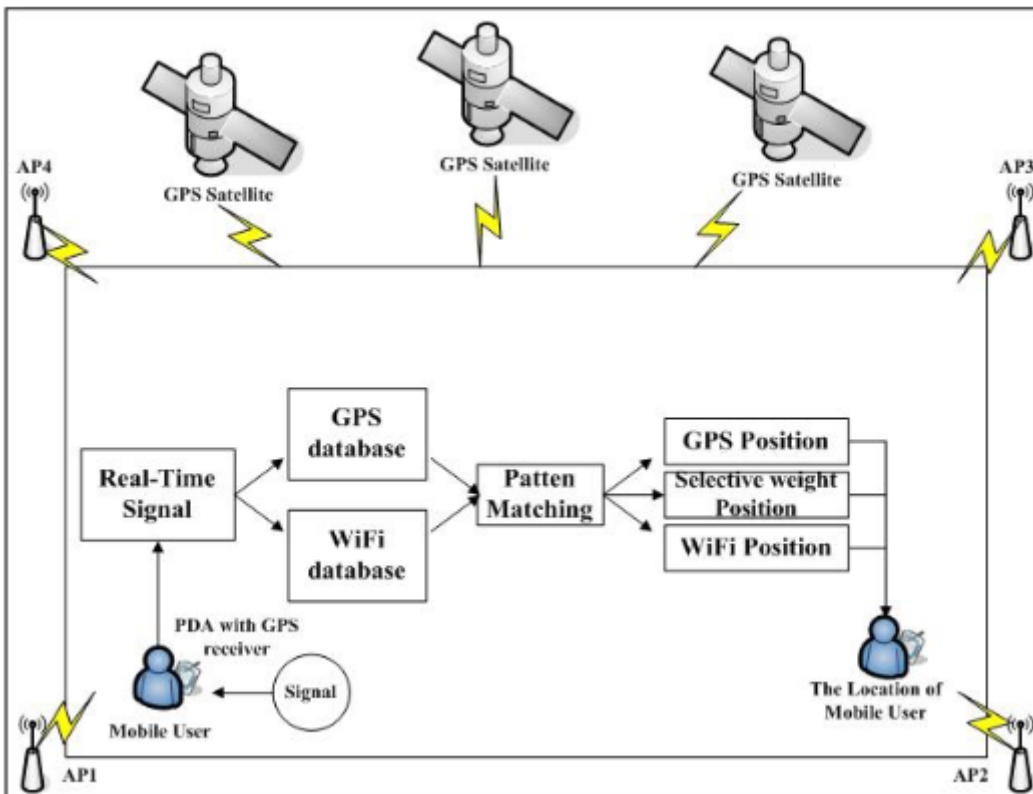 AP4
GPS Satellite
GPS Satellite
GPS Satellite
AP3
Real-Time
Signal
GPS
database
WiFi
database
Patten
Matching
GPS Position
Selective weight
Position
WiFi Position
PDA with GPS
receiver
Signal
Mobile User
The Location of
Mobile User
AP1
AP2